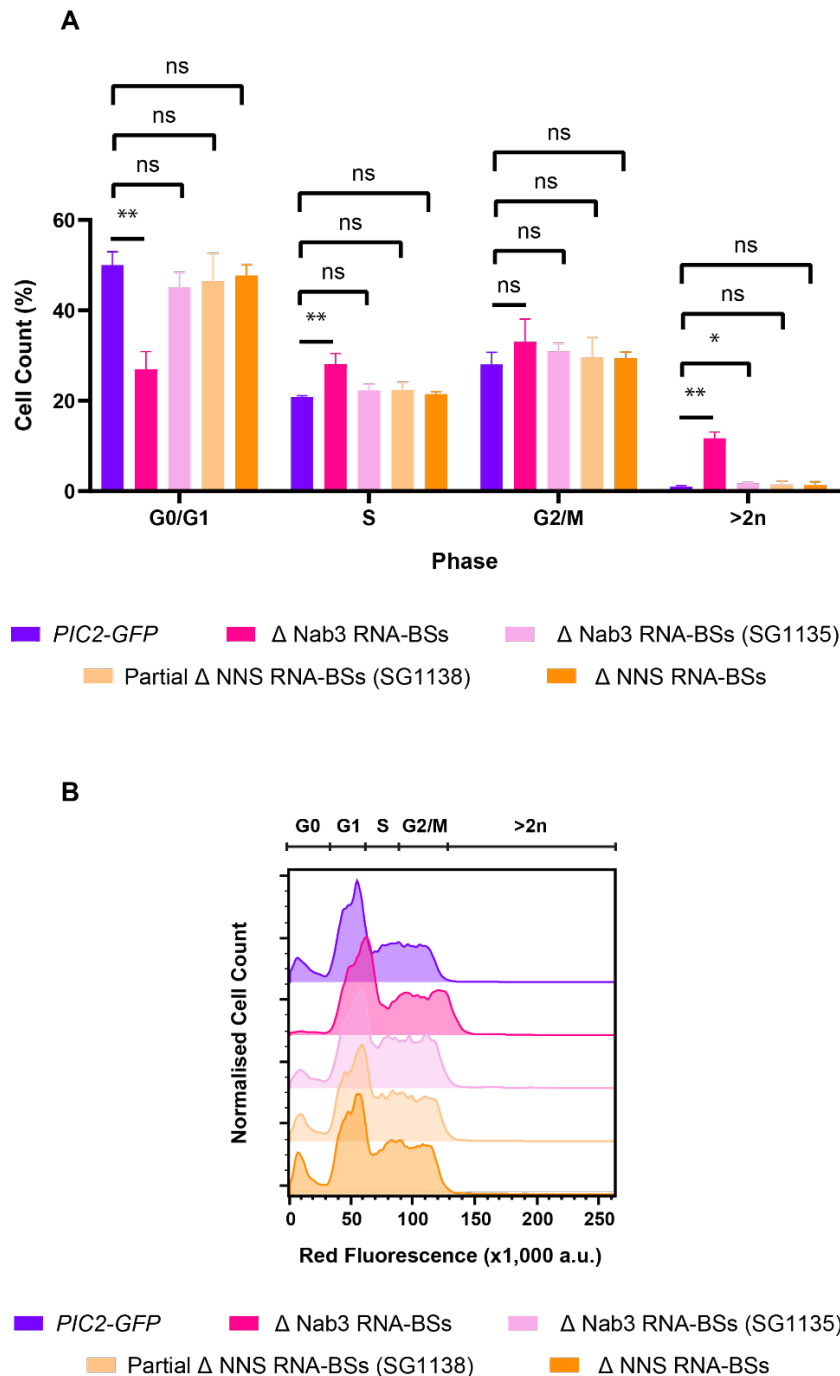 A
ns
ns
ns
**
ns
ns
ns
**
ns
ns
ns
ns
ns
ns
*
**
60
40
20
0
Cell Count (%)
G0/G1 S G2/M >2n
Phase
PIC2-GFP Δ Nab3 RNA-BSs Δ Nab3 RNA-BSs (SG1135)
Partial Δ NNS RNA-BSs (SG1138) Δ NNS RNA-BSs
B
G0 G1 S G2/M >2n
Normalised Cell Count
0 50 100 150 200 250
Red Fluorescence (x1,000 a.u.)
PIC2-GFP Δ Nab3 RNA-BSs Δ Nab3 RNA-BSs (SG1135)
Partial Δ NNS RNA-BSs (SG1138) Δ NNS RNA-BSs